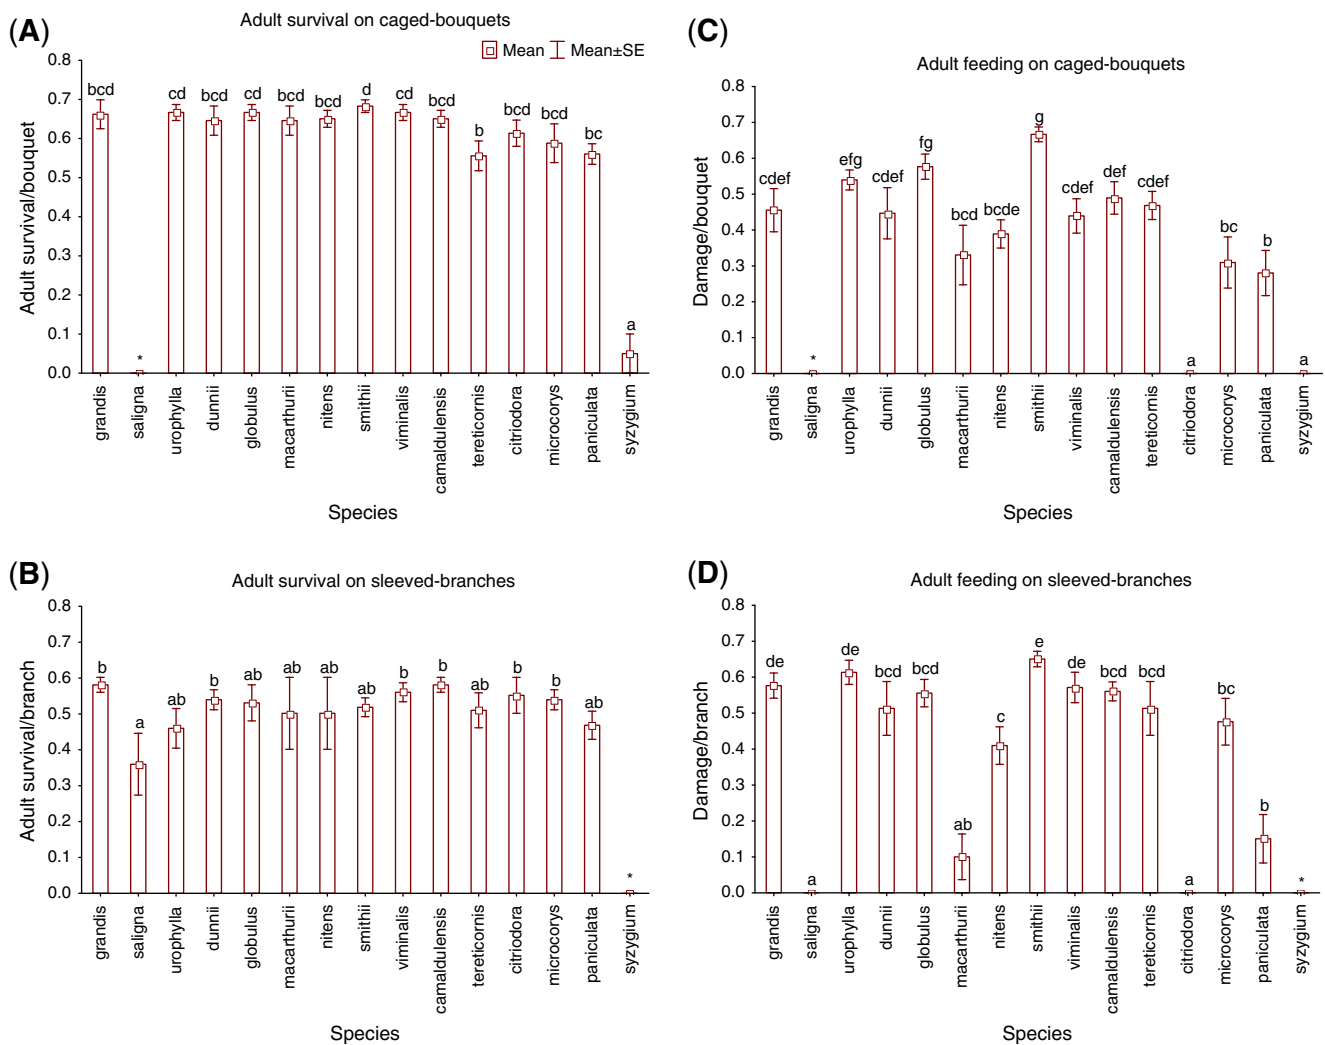 (A)
Adult survival on caged-bouquets
Mean Mean±SE
Adult survival/bouquet
0.8
0.7
0.6
0.5
0.4
0.3
0.2
0.1
0.0
bcd * cd bcd cd bcd bcd d cd bcd b bcd bcd bc a
grandis saligna urophylla dunnii globulus macarthurii nitens smithii viminalis camaldulensis tereticornis citriodora microcorys paniculata syzygium
Species
(C)
Adult feeding on caged-bouquets
Damage/bouquet
0.8
0.7
0.6
0.5
0.4
0.3
0.2
0.1
0.0
cdef * efg cdef fg bcd bcde g cdef def cdef a bc b a
grandis saligna urophylla dunnii globulus macarthurii nitens smithii viminalis camaldulensis tereticornis citriodora microcorys paniculata syzygium
Species
(B)
Adult survival on sleeved-branches
Adult survival/branch
0.8
0.7
0.6
0.5
0.4
0.3
0.2
0.1
0.0
b a ab b ab ab ab ab b b ab b b ab *
grandis saligna urophylla dunnii globulus macarthurii nitens smithii viminalis camaldulensis tereticornis citriodora microcorys paniculata syzygium
Species
(D)
Adult feeding on sleeved-branches
Damage/branch
0.8
0.7
0.6
0.5
0.4
0.3
0.2
0.1
0.0
de a de bcd bcd ab c e de bcd bcd a bc b *
grandis saligna urophylla dunnii globulus macarthurii nitens smithii viminalis camaldulensis tereticornis citriodora microcorys paniculata syzygium
Species